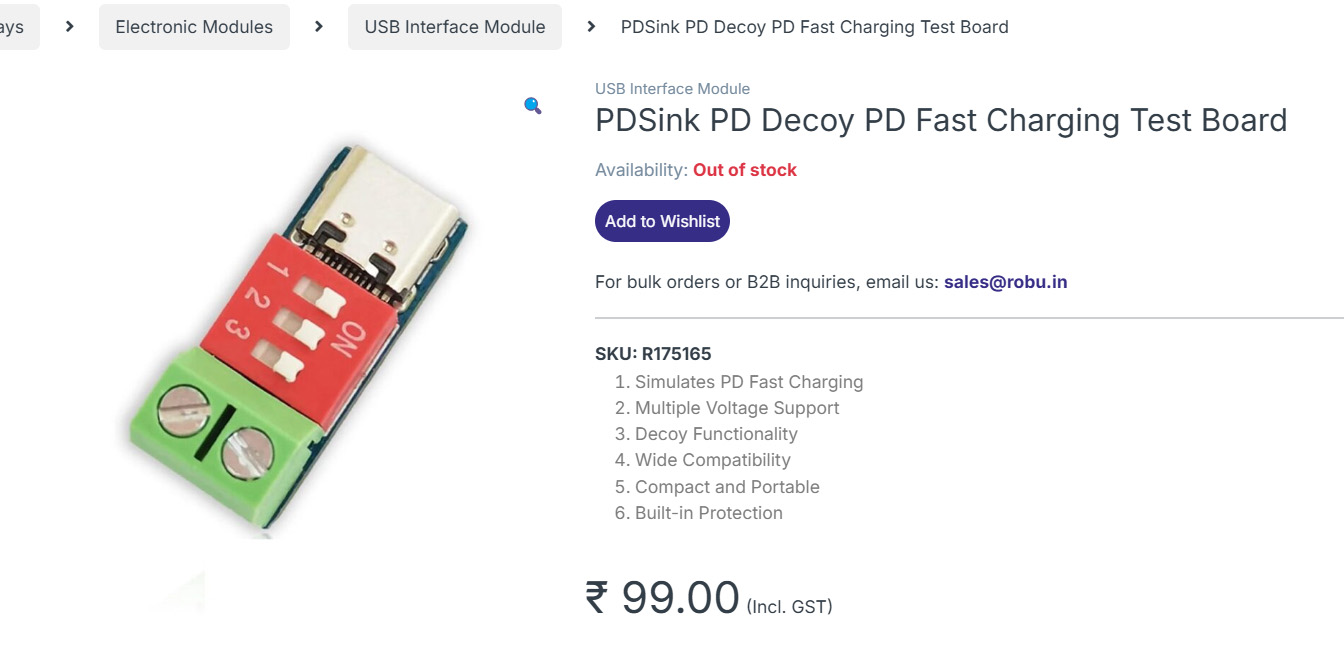 ays > Electronic Modules > USB Interface Module > PDSink PD Decoy PD Fast Charging Test Board
USB Interface Module
PDSink PD Decoy PD Fast Charging Test Board
Availability: Out of stock
Add to Wishlist
For bulk orders or B2B inquiries, email us: sales@robu.in
SKU: R175165
1. Simulates PD Fast Charging
2. Multiple Voltage Support
3. Decoy Functionality
4. Wide Compatibility
5. Compact and Portable
6. Built-in Protection
₹ 99.00 (Incl. GST)
1
2
3
ON